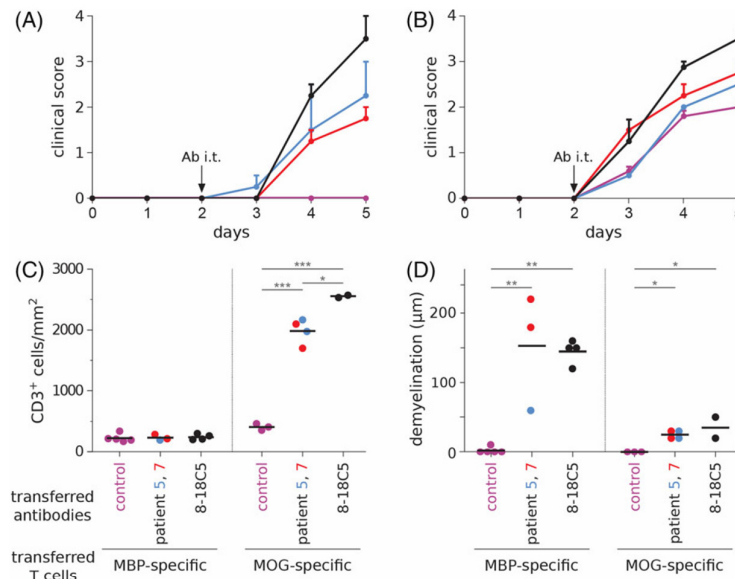 (A)
4
3
2
1
0
clinical score
Ab i.t.
0 1 2 3 4 5
days
(B)
4
3
2
1
0
clinical score
Ab i.t.
0 1 2 3 4 5
days
(C)
3000
2000
1000
0
CD3+ cells/mm²
*** ***
*
(D)
200
100
0
demyelination (μm)
**
**
*
*
transferred antibodies
control
patient 5, 7
8-18C5
control
patient 5, 7
8-18C5
control
patient 5, 7
8-18C5
control
patient 5, 7
8-18C5
transferred
T cells
MBP-specific
MOG-specific
MBP-specific
MOG-specific